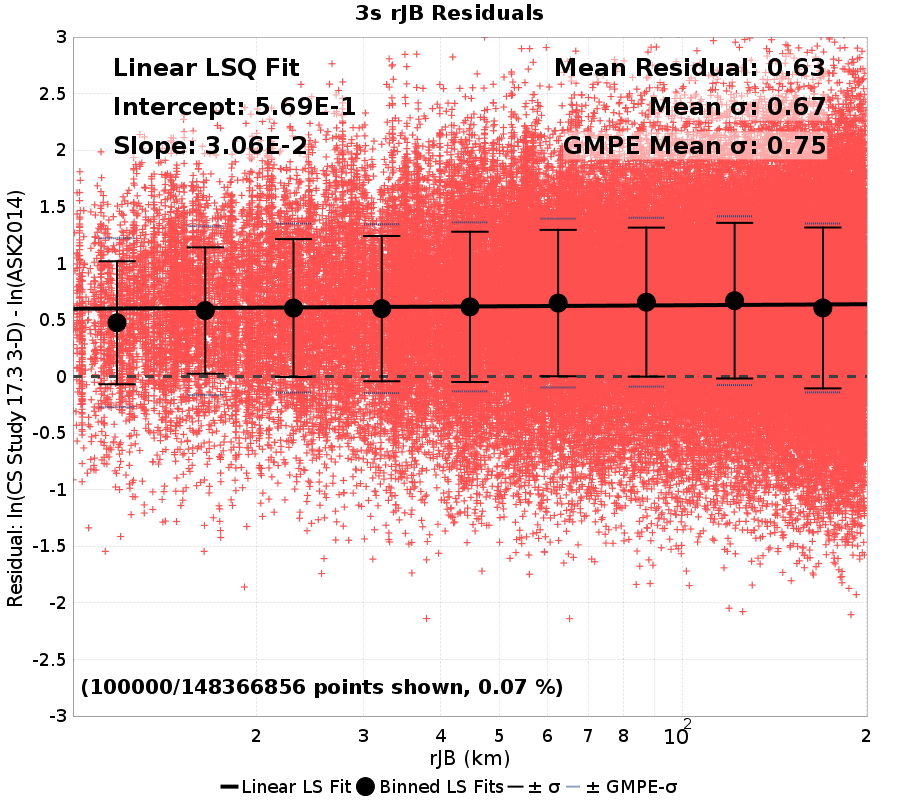 3s rJB Residuals
Linear LSQ Fit
Mean Residual: 0.63
Intercept: 5.69E-1
Mean σ: 0.67
Slope: 3.06E-2
GMPE Mean σ: 0.75
Residual: ln(CS Study 17.3 3-D) - ln(ASK2014)
3
2.5
2
1.5
1
0.5
0
-0.5
-1
-1.5
-2
-2.5
-3
(100000/148366856 points shown, 0.07 %)
2 3 4 5 6 7 8 10² 2
rJB (km)
Linear LS Fit Binned LS Fits ± σ ± GMPE-σ